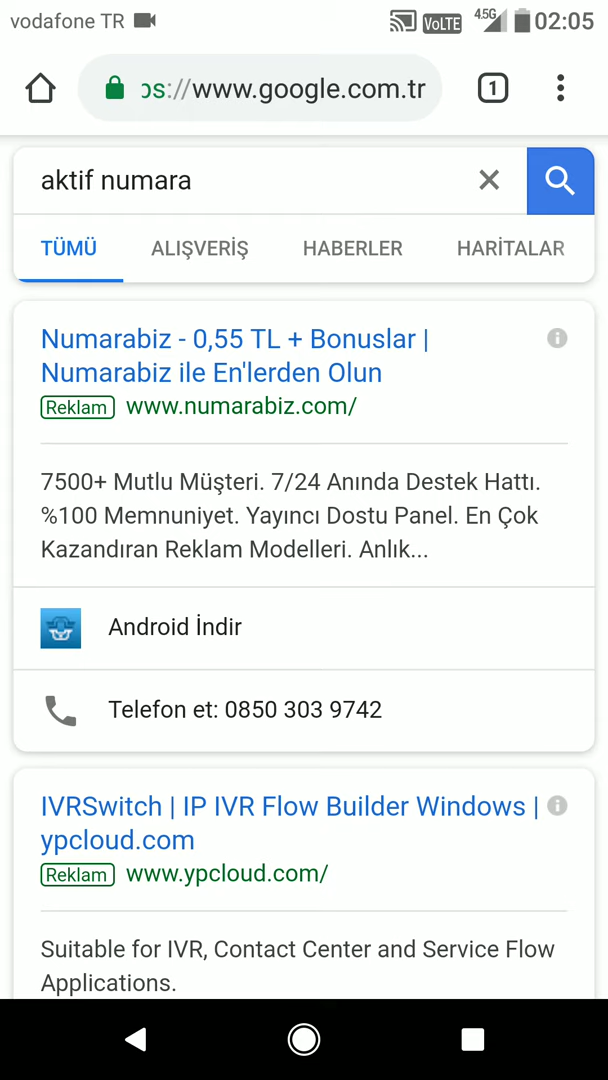 vodafone TR VoLTE 4.5G 02:05
ps://www.google.com.tr 1
aktif numara
TÜMÜ ALIŞVERİŞ HABERLER HARİTALAR
Numarabiz - 0,55 TL + Bonuslar |
Numarabiz ile En'lerden Olun
Reklam www.numarabiz.com/
7500+ Mutlu Müşteri. 7/24 Anında Destek Hattı.
%100 Memnuniyet. Yayıncı Dostu Panel. En Çok
Kazandıran Reklam Modelleri. Anlık...
Android İndir
Telefon et: 0850 303 9742
IVRSwitch | IP IVR Flow Builder Windows |
ypcloud.com
Reklam www.ypcloud.com/
Suitable for IVR, Contact Center and Service Flow
Applications.